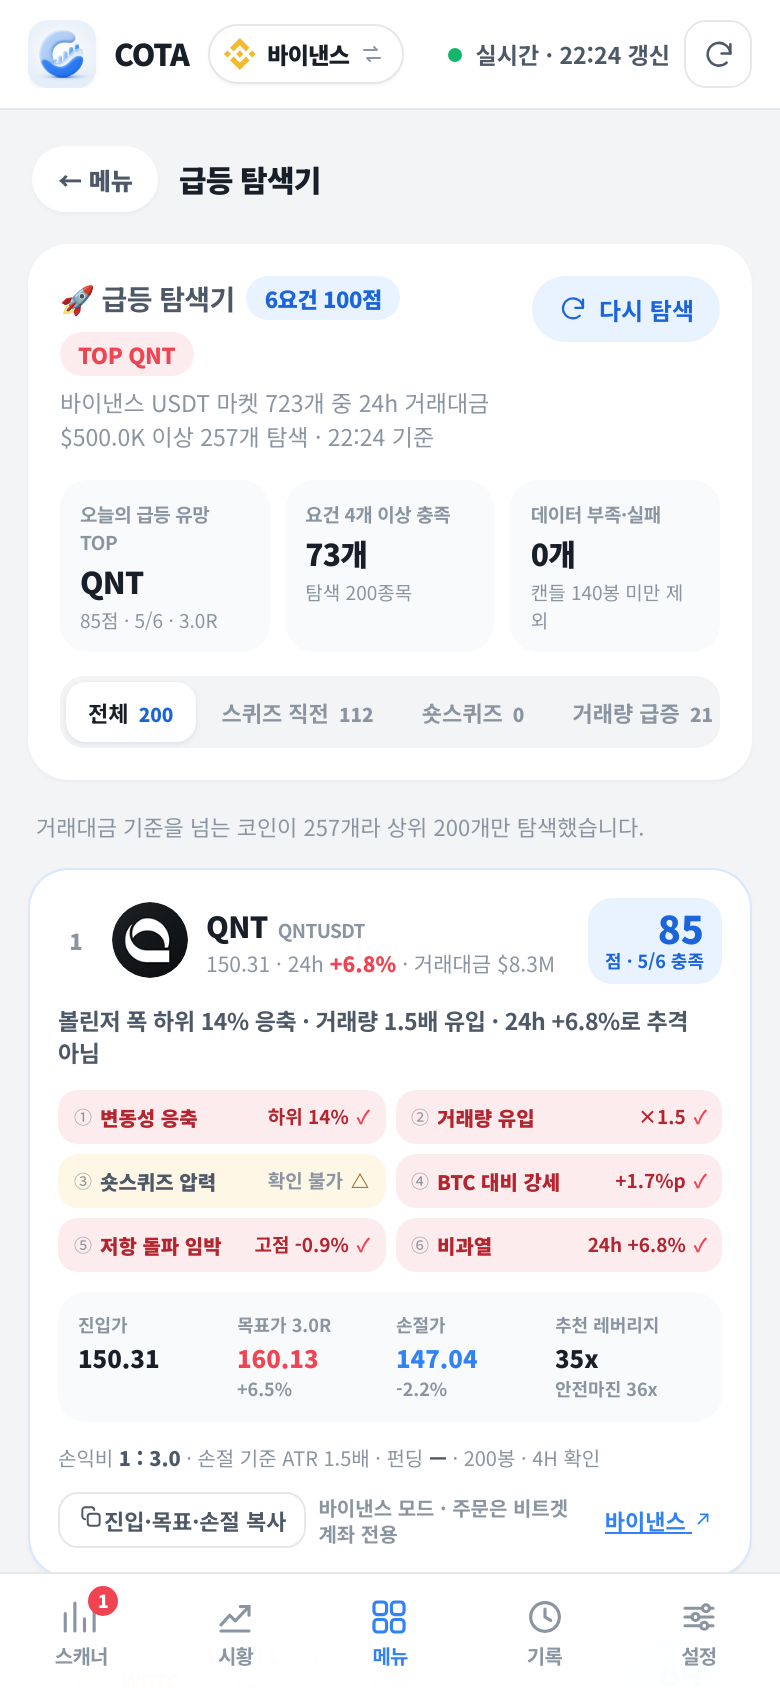 COTA
바이낸스
실시간 · 22:24 갱신
← 메뉴
급등 탐색기
🚀 급등 탐색기
6요건 100점
다시 탐색
TOP QNT
바이낸스 USDT 마켓 723개 중 24h 거래대금
$500.0K 이상 257개 탐색 · 22:24 기준
오늘의 급등 유망
TOP
QNT
85점 · 5/6 · 3.0R
요건 4개 이상 충족
73개
탐색 200종목
데이터 부족·실패
0개
캔들 140봉 미만 제
외
전체 200
스퀴즈 직전 112
숏스퀴즈 0
거래량 급증 21
거래대금 기준을 넘는 코인이 257개라 상위 200개만 탐색했습니다.
1
QNT QNTUSDT
150.31 · 24h +6.8% · 거래대금 $8.3M
85
점 · 5/6 충족
볼린저 폭 하위 14% 응축 · 거래량 1.5배 유입 · 24h +6.8%로 추격
아님
① 변동성 응축 하위 14% ✓
② 거래량 유입 ×1.5 ✓
③ 숏스퀴즈 압력 확인 불가 △
④ BTC 대비 강세 +1.7%p ✓
⑤ 저항 돌파 임박 고점 -0.9% ✓
⑥ 비과열 24h +6.8% ✓
진입가
150.31
목표가 3.0R
160.13
+6.5%
손절가
147.04
-2.2%
추천 레버리지
35x
안전마진 36x
손익비 1 : 3.0 · 손절 기준 ATR 1.5배 · 펀딩 — · 200봉 · 4H 확인
진입·목표·손절 복사
바이낸스 모드 · 주문은 비트겟
계좌 전용
바이낸스 ↗
1
스캐너
시황
메뉴
기록
설정